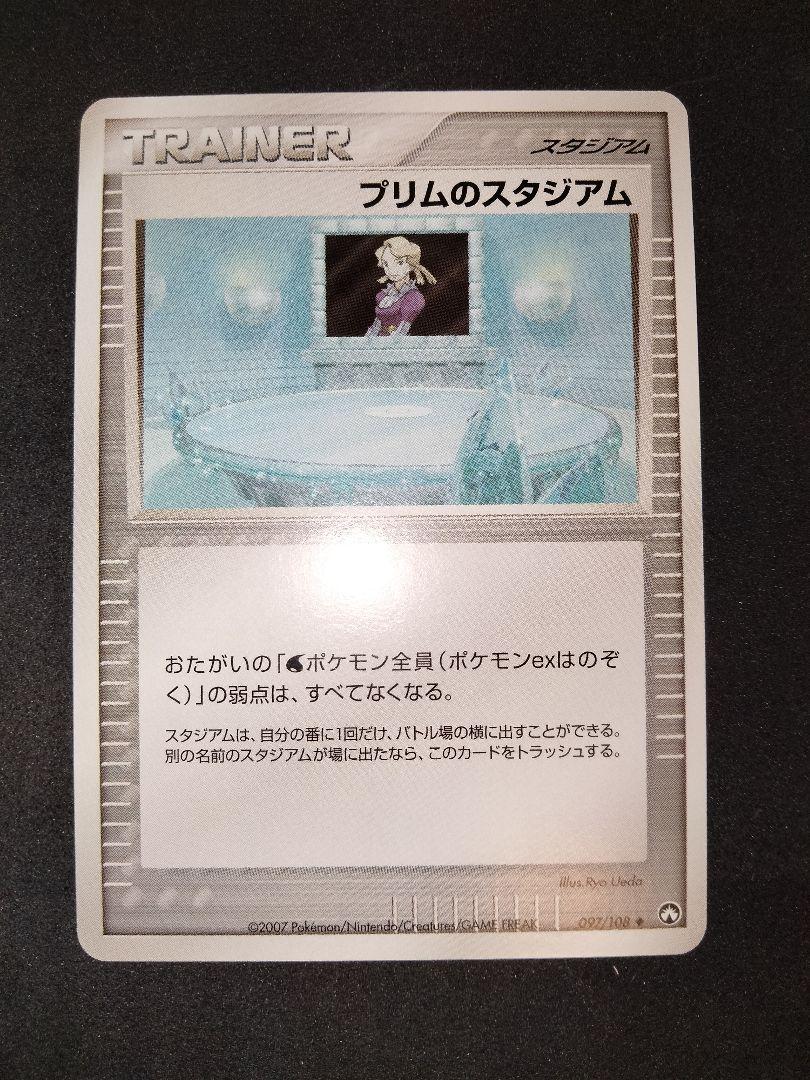 TRAINER
スタジアム
プリムのスタジアム
おたがいの「ポケモン全員(ポケモンexはのぞ
く)」の弱点は、すべてなくなる。
スタジアムは、自分の番に1回だけ、バトル場の横に出すことができる。
別の名前のスタジアムが場に出たなら、このカードをトラッシュする。
Illus.Ryo Ueda
©2007 Pokémon/Nintendo/Creatures/GAME FREAK
097/108 ◆